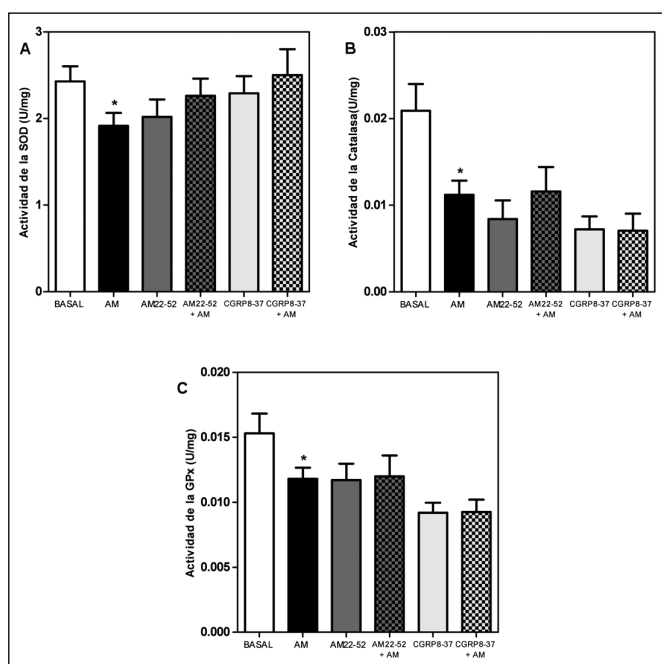 A
Actividad de la SOD (U/mg)
3
2
1
0
*
BASAL AM AM22-52 AM22-52 CGRP8-37 CGRP8-37
+ AM + AM
B
Actividad de la Catalasa(U/mg)
0.03
0.02
0.01
0.00
*
BASAL AM AM22-52 AM22-52 CGRP8-37 CGRP8-37
+ AM + AM
C
Actividad de la GPx (U/mg)
0.020
0.015
0.010
0.005
0.000
*
BASAL AM AM22-52 AM22-52 CGRP8-37 CGRP8-37
+ AM + AM